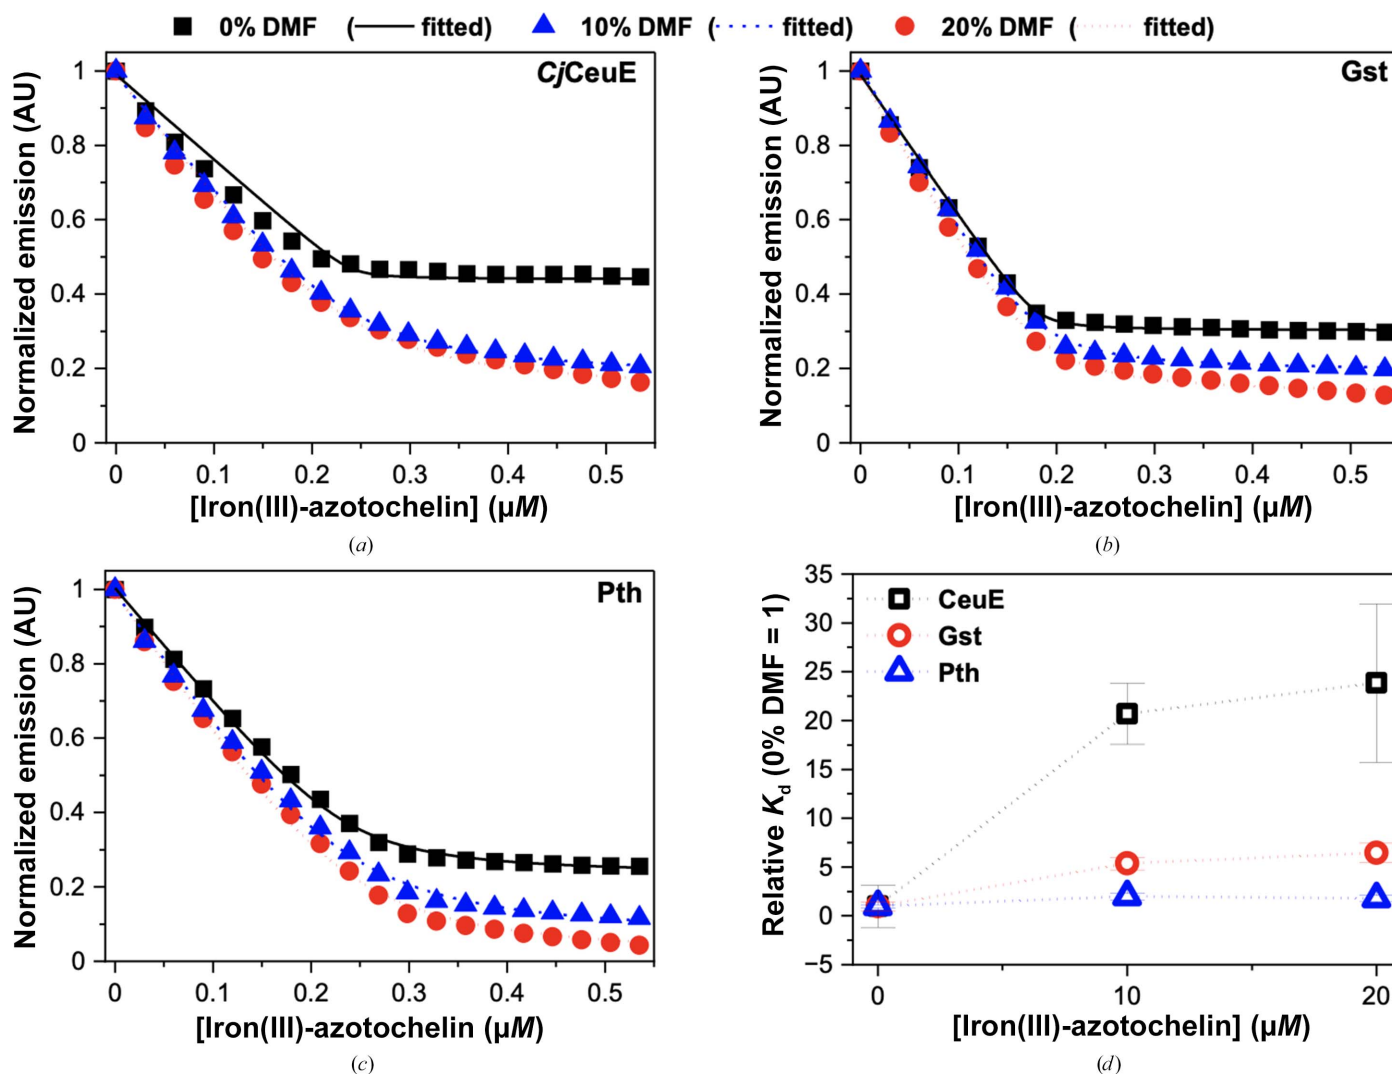 0% DMF (—— fitted) 10% DMF (······ fitted) 20% DMF (······ fitted)
CjCeuE
Normalized emission (AU)
1
0.8
0.6
0.4
0.2
0
0 0.1 0.2 0.3 0.4 0.5
[Iron(III)-azotochelin] (µM)
(a)
Gst
Normalized emission (AU)
1
0.8
0.6
0.4
0.2
0
0 0.1 0.2 0.3 0.4 0.5
[Iron(III)-azotochelin] (µM)
(b)
Pth
Normalized emission (AU)
1
0.8
0.6
0.4
0.2
0
0 0.1 0.2 0.3 0.4 0.5
[Iron(III)-azotochelin (µM)
(c)
CeuE
Gst
Pth
Relative Kd (0% DMF = 1)
35
30
25
20
15
10
5
0
−5
0 10 20
[Iron(III)-azotochelin] (µM)
(d)